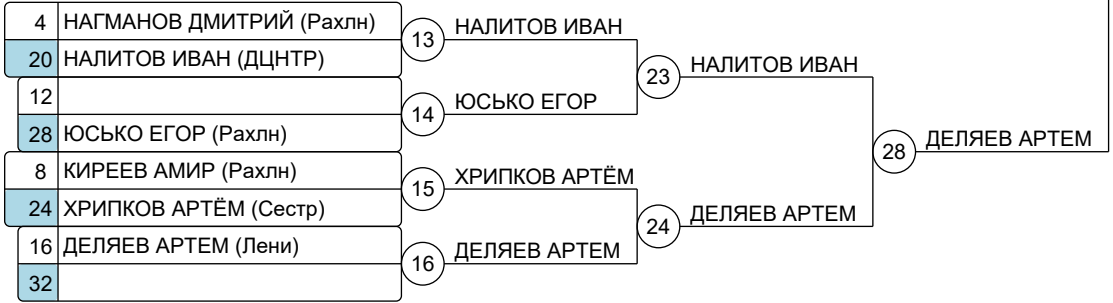 4 НАГМАНОВ ДМИТРИЙ (Рахлн)
20 НАЛИТОВ ИВАН (ДЦНТР)
12
28 ЮСЬКО ЕГОР (Рахлн)
8 КИРЕЕВ АМИР (Рахлн)
24 ХРИПКОВ АРТЁМ (Сестр)
16 ДЕЛЯЕВ АРТЕМ (Лени)
32
13 НАЛИТОВ ИВАН
14 ЮСЬКО ЕГОР
15 ХРИПКОВ АРТЁМ
16 ДЕЛЯЕВ АРТЕМ
23 НАЛИТОВ ИВАН
24 ДЕЛЯЕВ АРТЕМ
28 ДЕЛЯЕВ АРТЕМ